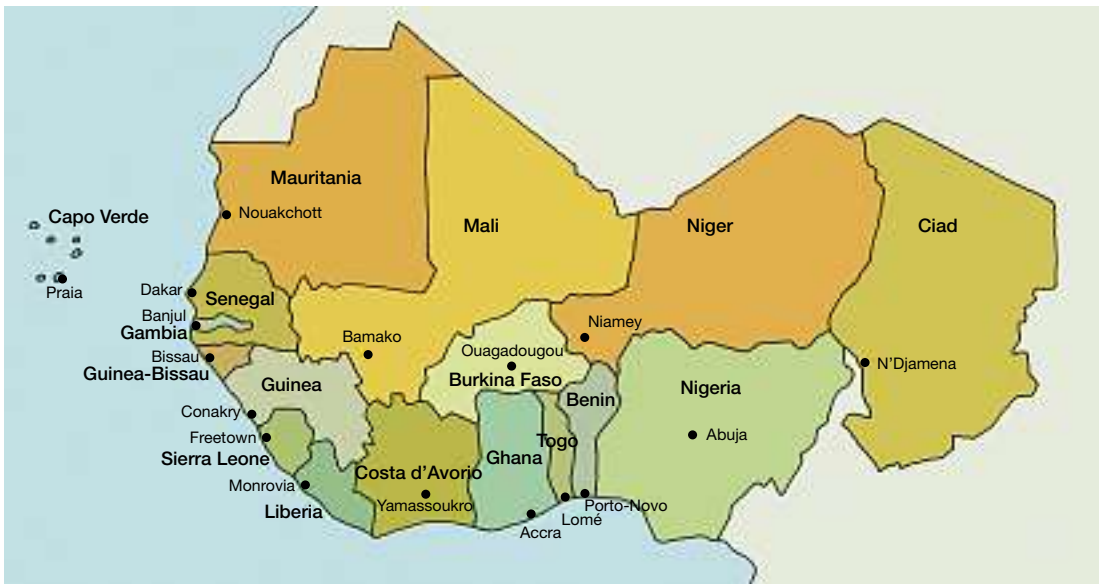 Mauritania
Nouakchott
Capo Verde
Praia
Mali
Niger
Ciad
Dakar
Senegal
Banjul
Gambia
Bissau
Guinea-Bissau
Bamako
Niamey
Ouagadougou
Burkina Faso
N'Djamena
Guinea
Benin
Nigeria
Conakry
Freetown
Sierra Leone
Togo
Abuja
Ghana
Costa d'Avorio
Monrovia
Liberia
Yamassoukro
Porto-Novo
Lomé
Accra